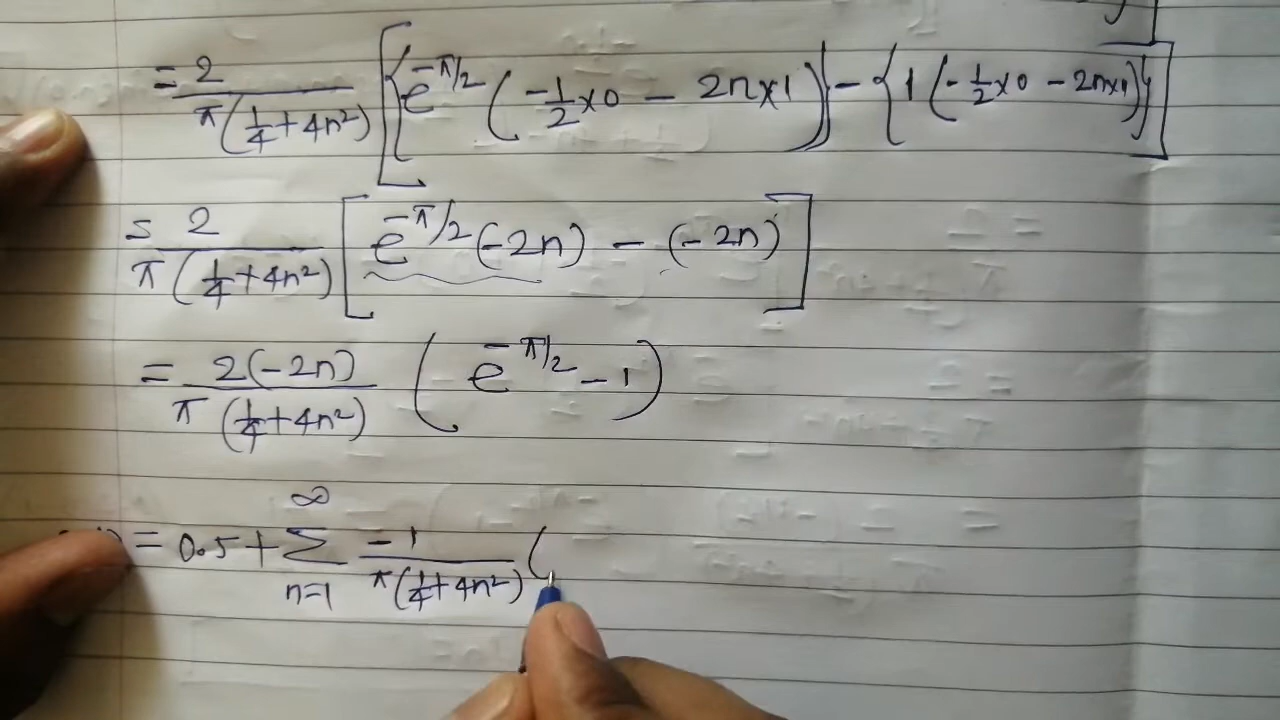 = 2/(π(1/4+4n²)) [{e^(-π/2) (-1/2×0 - 2n×1)} - {1(-1/2×0 - 2n×1)}]
= 2/(π(1/4+4n²)) [e^(-π/2)(-2n) - (-2n)]
= 2(-2n)/(π(1/4+4n²)) (e^(-π/2) - 1)
= 0.5 + ∑_{n=1}^{∞} -1/(π(1/4+4n²)) (